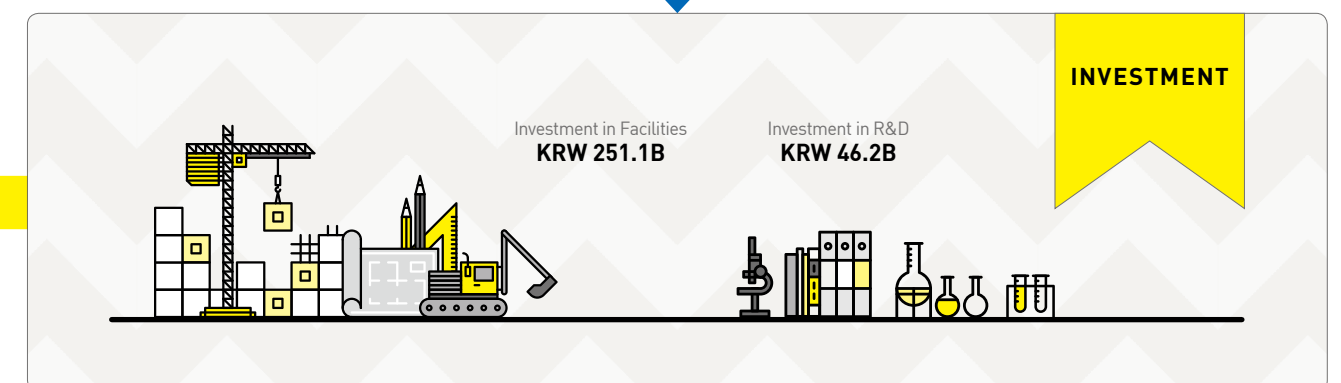 INVESTMENT
Investment in Facilities
KRW 251.1B
Investment in R&D
KRW 46.2B